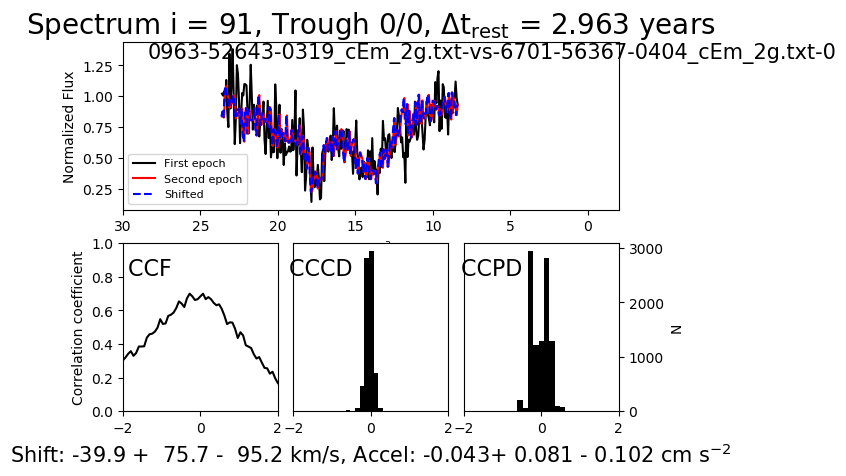 Spectrum i = 91, Trough 0/0, Δt_rest = 2.963 years
0963-52643-0319_cEm_2g.txt-vs-6701-56367-0404_cEm_2g.txt-0
Normalized Flux
1.25
1.00
0.75
0.50
0.25
First epoch
Second epoch
Shifted
30 25 20 15 10 5 0
CCF
CCCD
CCPD
Correlation coefficient
1.0
0.8
0.6
0.4
0.2
0.0
3000
2000
1000
0
N
−2 0 2
−2 0 2
−2 0 2
Shift: -39.9 + 75.7 - 95.2 km/s, Accel: -0.043+ 0.081 - 0.102 cm s⁻²